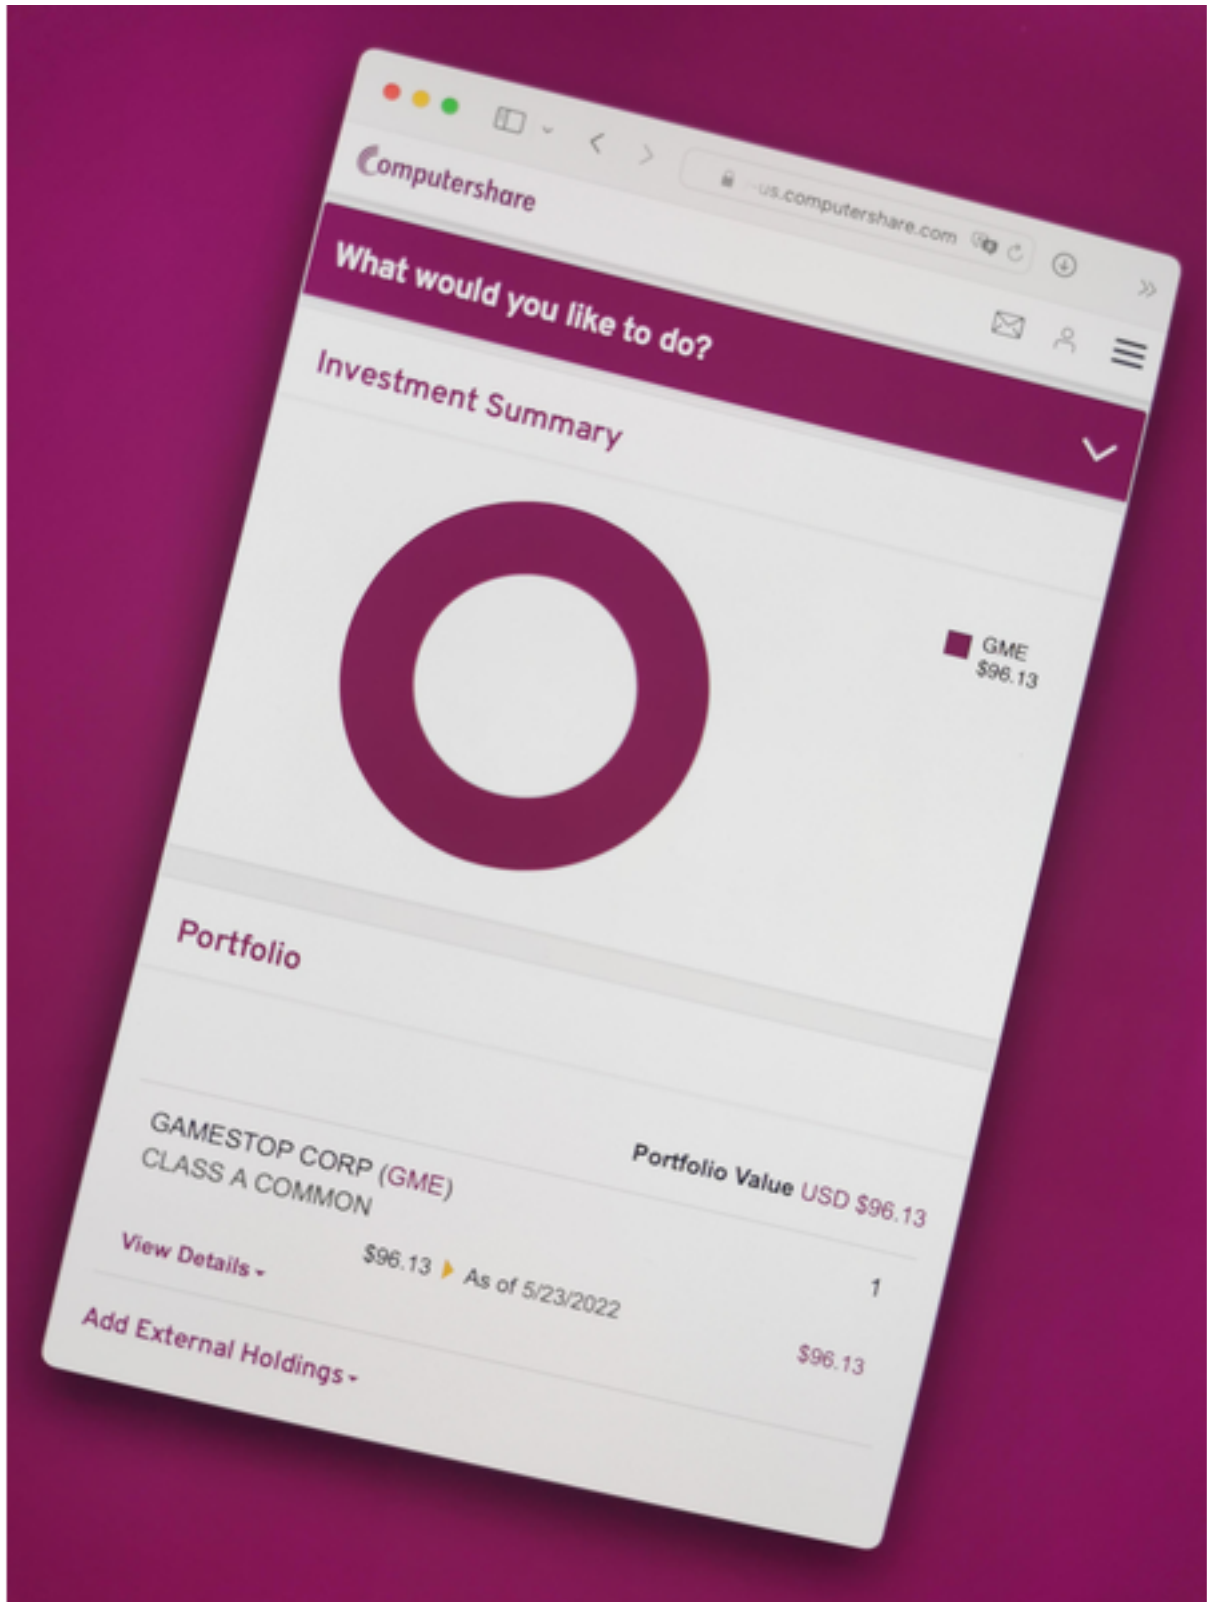 us.computershare.com
Computershare
What would you like to do?
Investment Summary
GME
$96.13
Portfolio
Portfolio Value USD $96.13
GAMESTOP CORP (GME)
CLASS A COMMON
1
View Details
$96.13 As of 5/23/2022
$96.13
Add External Holdings